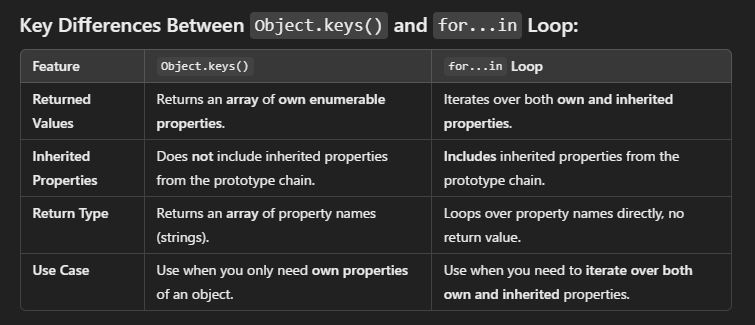 Key Differences Between Object.keys() and for...in Loop:
Feature Object.keys() for...in Loop
Returned Returns an array of own enumerable Iterates over both own and inherited
Values properties. properties.
Inherited Does not include inherited properties Includes inherited properties from the
Properties from the prototype chain. prototype chain.
Return Type Returns an array of property names Loops over property names directly, no
(strings). return value.
Use Case Use when you only need own properties Use when you need to iterate over both
of an object. own and inherited properties.